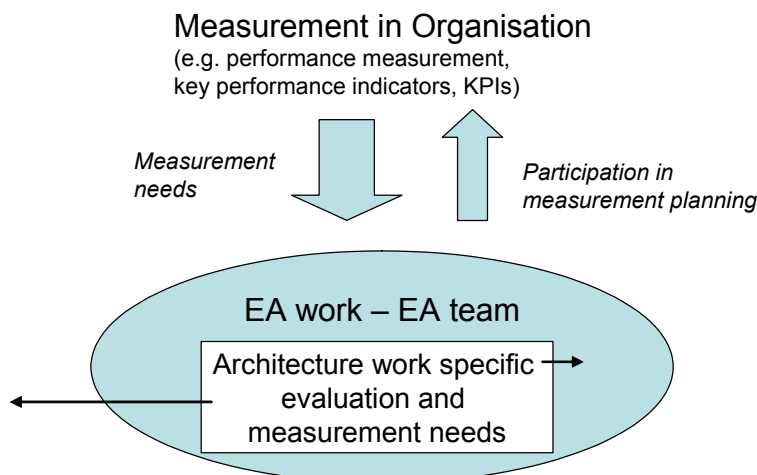 Measurement in Organisation
(e.g. performance measurement,
key performance indicators, KPIs)
Measurement
needs
Participation in
measurement planning
EA work – EA team
Architecture work specific
evaluation and
measurement needs